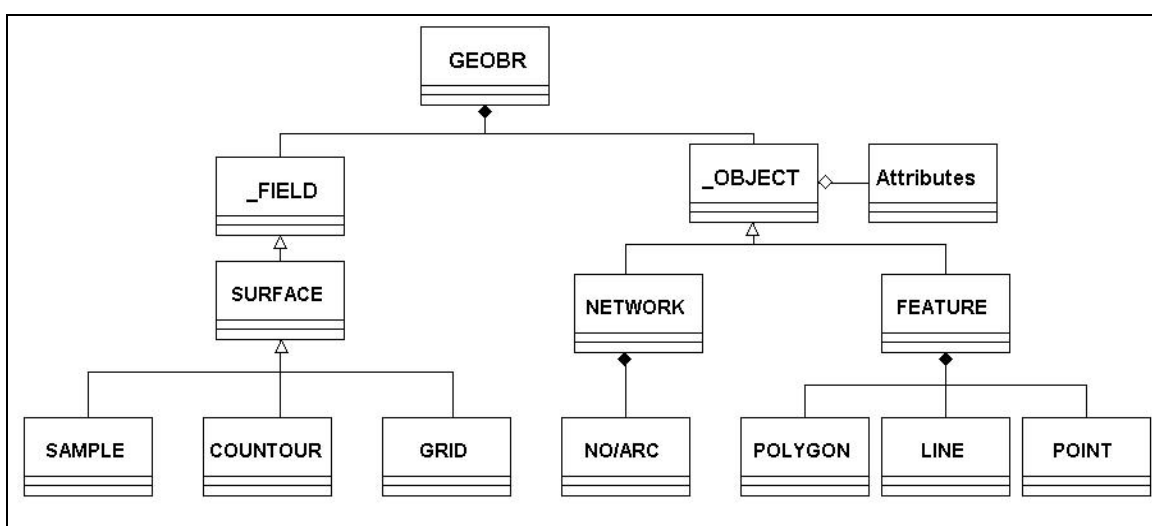 GEOBR
_FIELD
_OBJECT
Attributes
SURFACE
NETWORK
FEATURE
SAMPLE
COUNTOUR
GRID
NO/ARC
POLYGON
LINE
POINT